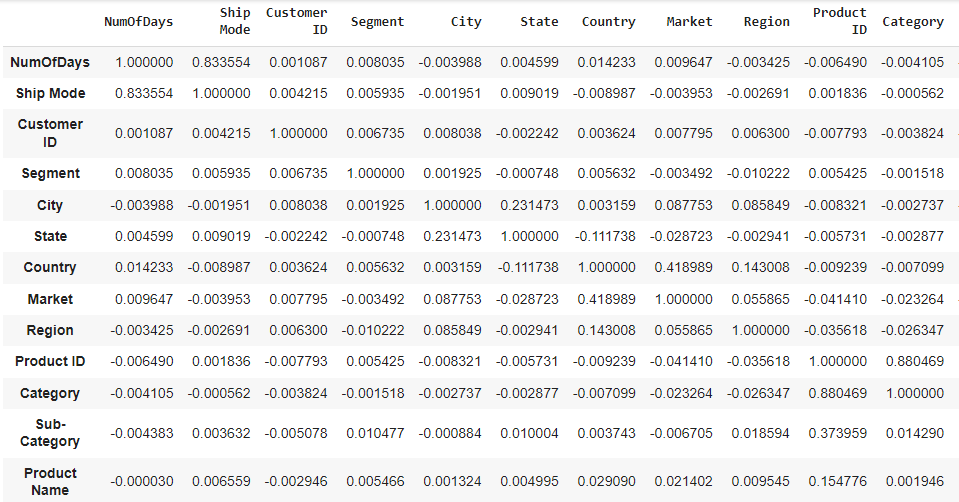 NumOfDays Ship Mode Customer ID Segment City State Country Market Region Product ID Category
NumOfDays 1.000000 0.833554 0.001087 0.008035 -0.003988 0.004599 0.014233 0.009647 -0.003425 -0.006490 -0.004105
Ship Mode 0.833554 1.000000 0.004215 0.005935 -0.001951 0.009019 -0.008987 -0.003953 -0.002691 0.001836 -0.000562
Customer ID 0.001087 0.004215 1.000000 0.006735 0.008038 -0.002242 0.003624 0.007795 0.006300 -0.007793 -0.003824
Segment 0.008035 0.005935 0.006735 1.000000 0.001925 -0.000748 0.005632 -0.003492 -0.010222 0.005425 -0.001518
City -0.003988 -0.001951 0.008038 0.001925 1.000000 0.231473 0.003159 0.087753 0.085849 -0.008321 -0.002737
State 0.004599 0.009019 -0.002242 -0.000748 0.231473 1.000000 -0.111738 -0.028723 -0.002941 -0.005731 -0.002877
Country 0.014233 -0.008987 0.003624 0.005632 0.003159 -0.111738 1.000000 0.418989 0.143008 -0.009239 -0.007099
Market 0.009647 -0.003953 0.007795 -0.003492 0.087753 -0.028723 0.418989 1.000000 0.055865 -0.041410 -0.023264
Region -0.003425 -0.002691 0.006300 -0.010222 0.085849 -0.002941 0.143008 0.055865 1.000000 -0.035618 -0.026347
Product ID -0.006490 0.001836 -0.007793 0.005425 -0.008321 -0.005731 -0.009239 -0.041410 -0.035618 1.000000 0.880469
Category -0.004105 -0.000562 -0.003824 -0.001518 -0.002737 -0.002877 -0.007099 -0.023264 -0.026347 0.880469 1.000000
Sub-Category -0.004383 0.003632 -0.005078 0.010477 -0.000884 0.010004 0.003743 -0.006705 0.018594 0.373959 0.014290
Product Name -0.000030 0.006559 -0.002946 0.005466 0.001324 0.004995 0.029090 0.021402 0.009545 0.154776 0.001946